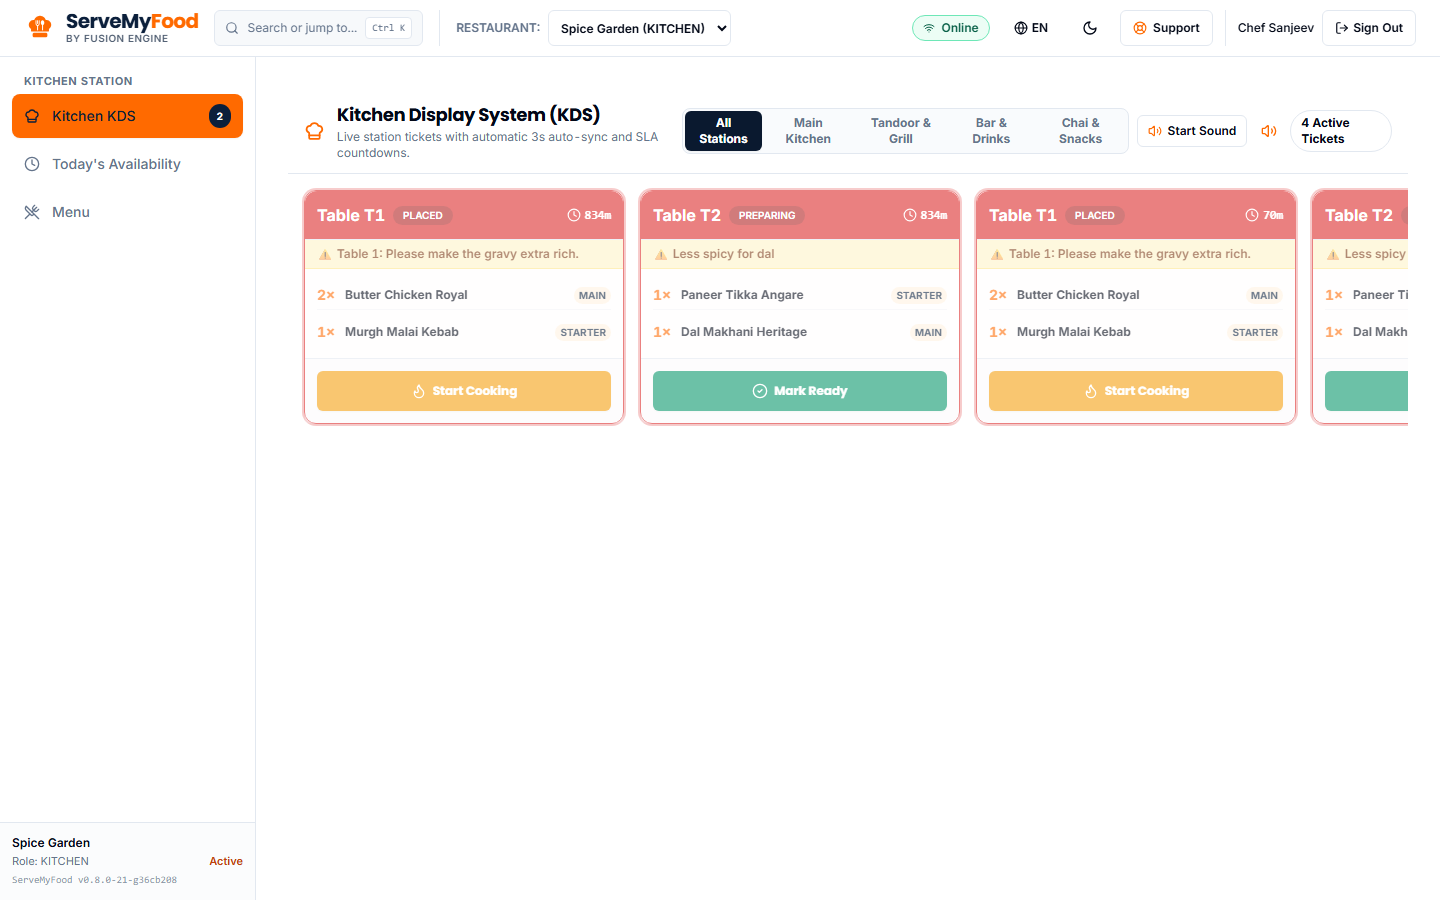 ServeMyFood
BY FUSION ENGINE
Search or jump to... Ctrl K
RESTAURANT: Spice Garden (KITCHEN)
Online
EN
Support
Chef Sanjeev
Sign Out
KITCHEN STATION
Kitchen KDS 2
Today's Availability
Menu
Kitchen Display System (KDS)
Live station tickets with automatic 3s auto-sync and SLA
countdowns.
All
Stations
Main
Kitchen
Tandoor &
Grill
Bar &
Drinks
Chai &
Snacks
Start Sound
4 Active
Tickets
Table T1 PLACED 834m
Table 1: Please make the gravy extra rich.
2× Butter Chicken Royal MAIN
1× Murgh Malai Kebab STARTER
Start Cooking
Table T2 PREPARING 834m
Less spicy for dal
1× Paneer Tikka Angare STARTER
1× Dal Makhani Heritage MAIN
Mark Ready
Table T1 PLACED 70m
Table 1: Please make the gravy extra rich.
2× Butter Chicken Royal MAIN
1× Murgh Malai Kebab STARTER
Start Cooking
Table T2
Less spicy
1× Paneer Ti
1× Dal Makh
Spice Garden
Role: KITCHEN Active
ServeMyFood v0.8.0-21-g36cb208